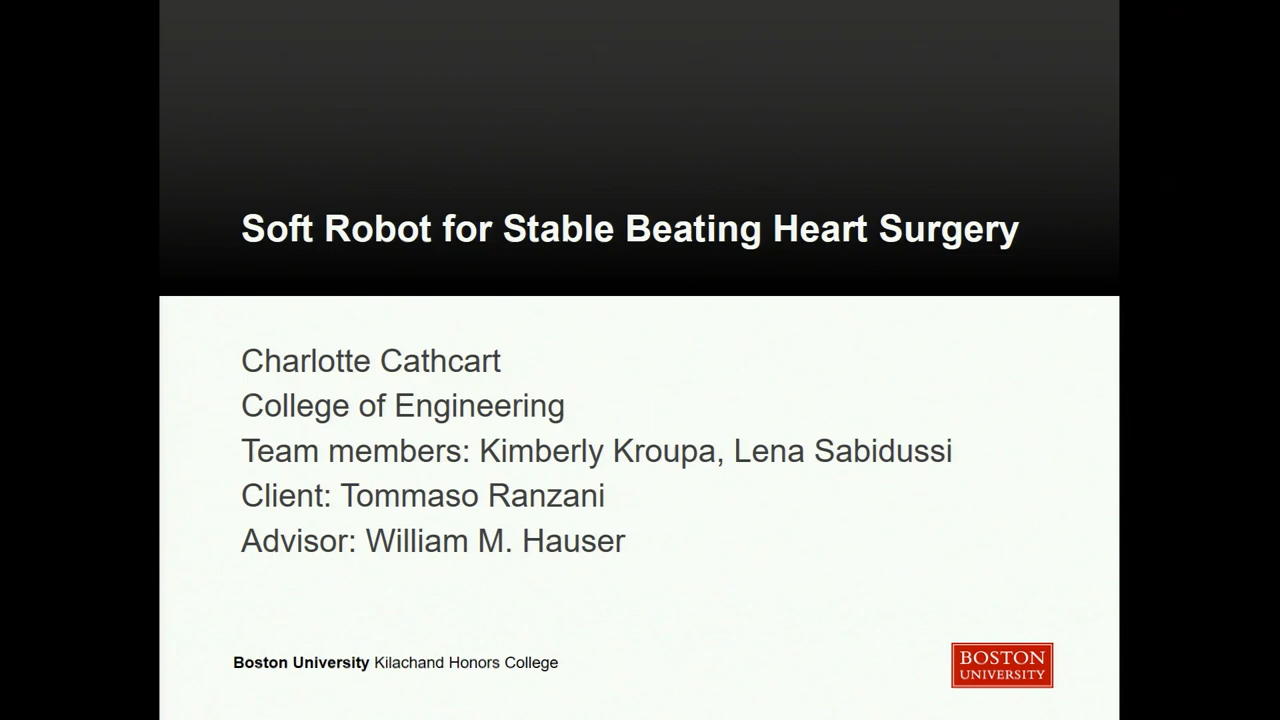 Soft Robot for Stable Beating Heart Surgery
Charlotte Cathcart
College of Engineering
Team members: Kimberly Kroupa, Lena Sabidussi
Client: Tommaso Ranzani
Advisor: William M. Hauser
Boston University Kilachand Honors College
BOSTON
UNIVERSITY